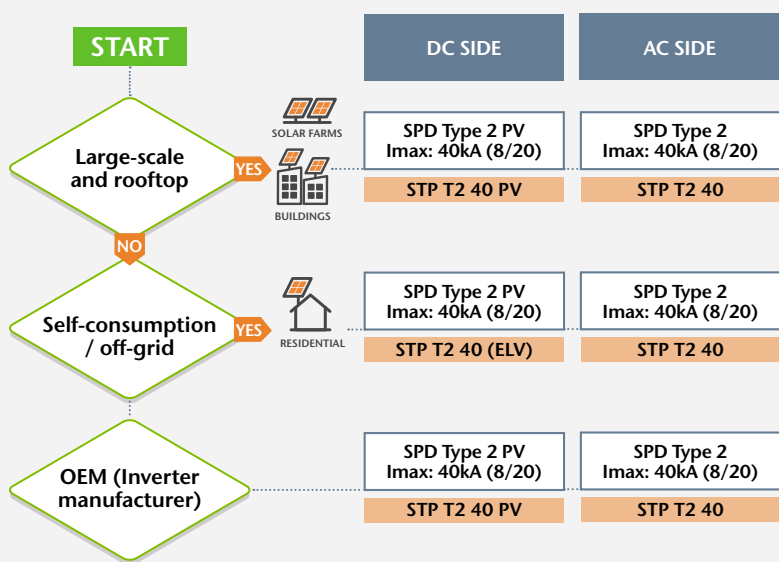 START
DC SIDE
AC SIDE
Large-scale
and rooftop
YES
SOLAR FARMS
BUILDINGS
SPD Type 2 PV
Imax: 40kA (8/20)
STP T2 40 PV
SPD Type 2
Imax: 40kA (8/20)
STP T2 40
NO
Self-consumption
/ off-grid
YES
RESIDENTIAL
SPD Type 2 PV
Imax: 40kA (8/20)
STP T2 40 (ELV)
SPD Type 2
Imax: 40kA (8/20)
STP T2 40
OEM (Inverter
manufacturer)
SPD Type 2 PV
Imax: 40kA (8/20)
STP T2 40 PV
SPD Type 2
Imax: 40kA (8/20)
STP T2 40